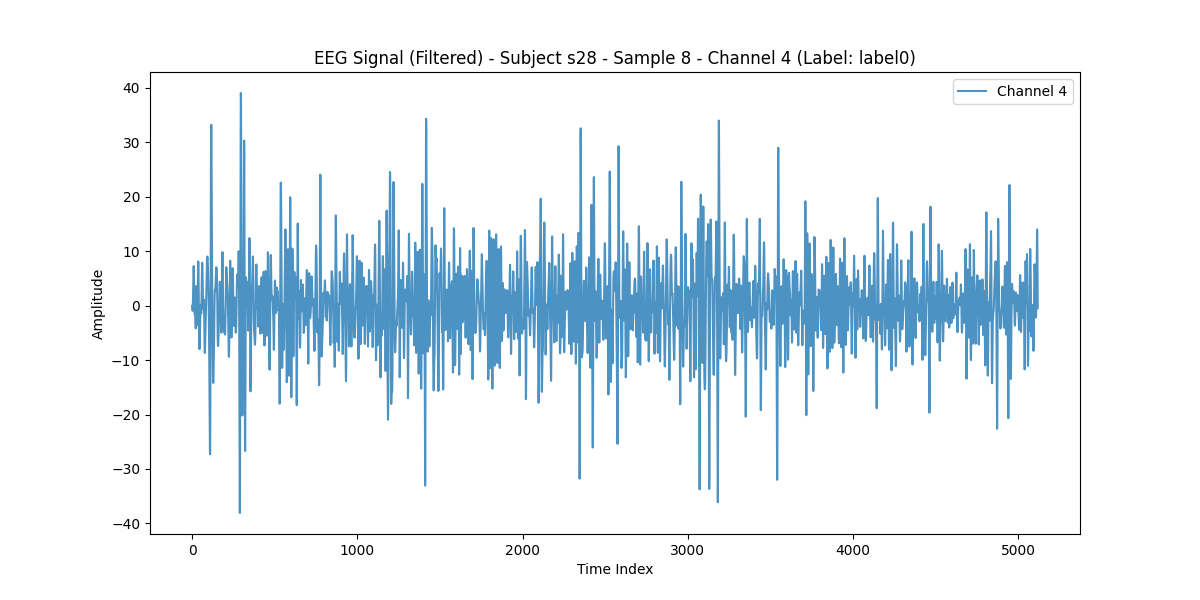 EEG Signal (Filtered) - Subject s28 - Sample 8 - Channel 4 (Label: label0)
Channel 4
40
30
20
10
0
−10
−20
−30
−40
Amplitude
0 1000 2000 3000 4000 5000
Time Index